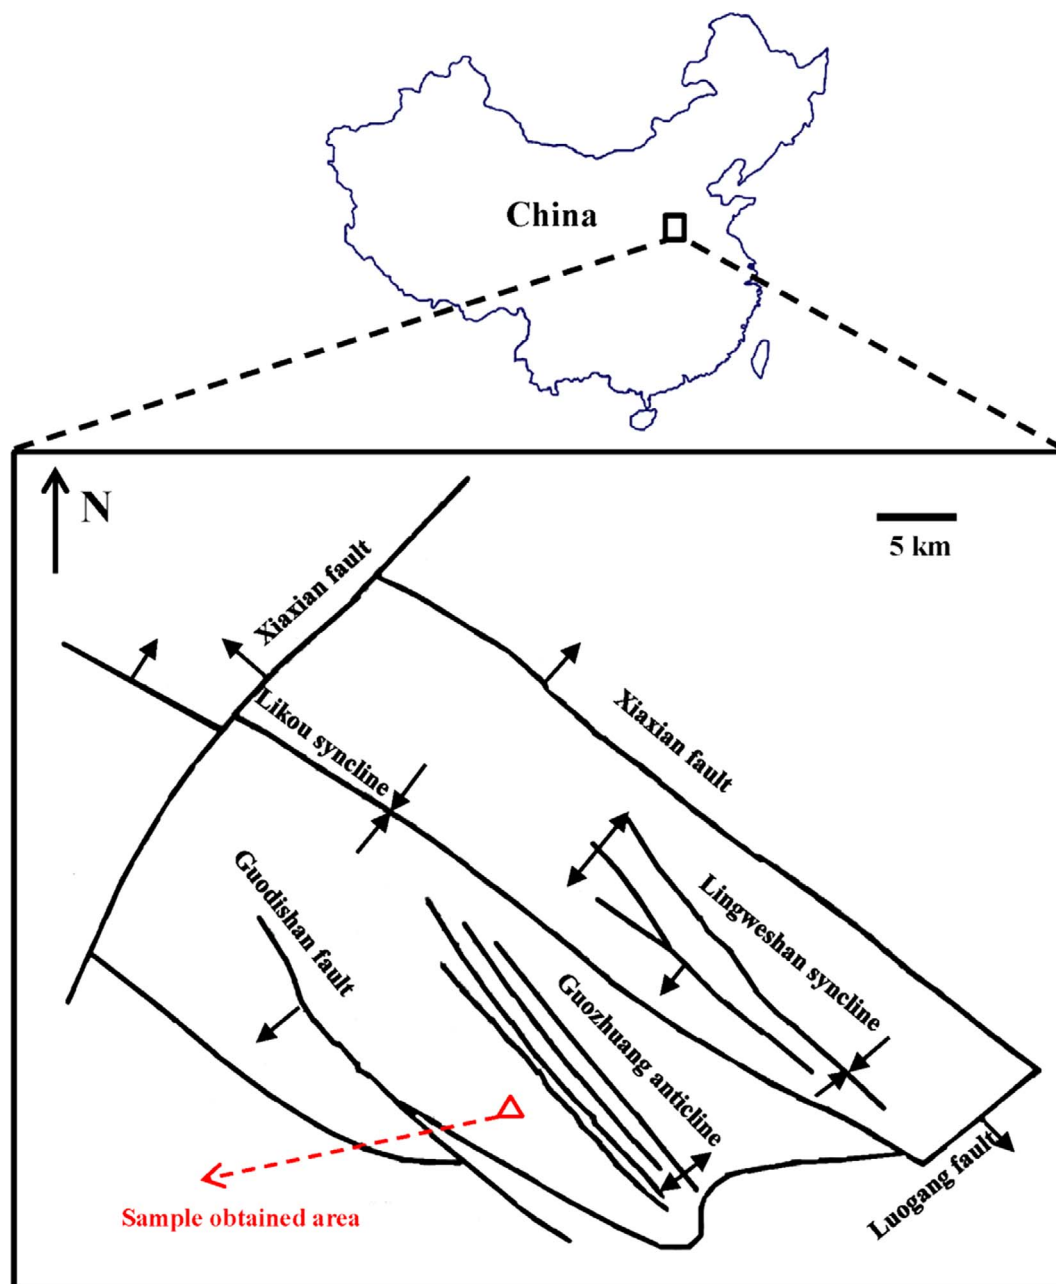 China
N
5 km
Xiaxian fault
Likou syncline
Xiaxian fault
Guodishan fault
Lingweshan syncline
Guozhuang anticline
Luogang fault
Sample obtained area